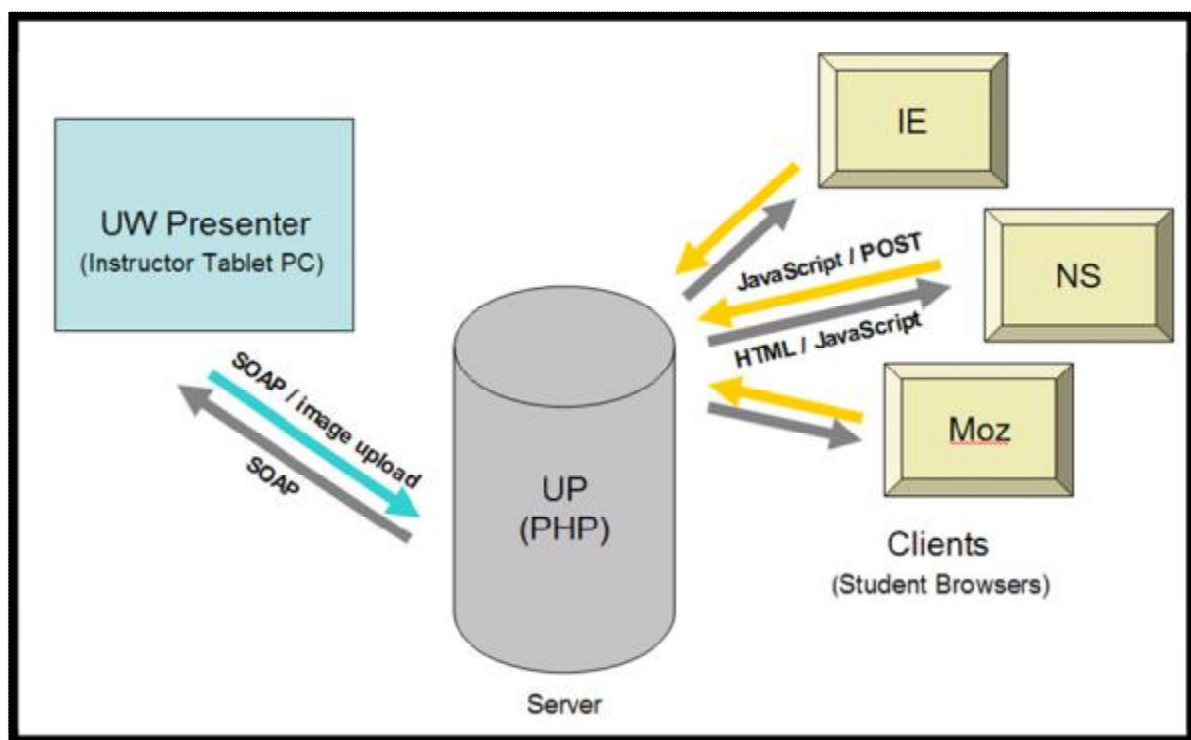 IE
UW Presenter
(Instructor Tablet PC)
JavaScript / POST
NS
HTML / JavaScript
SOAP / image upload
SOAP
Moz
UP
(PHP)
Clients
(Student Browsers)
Server